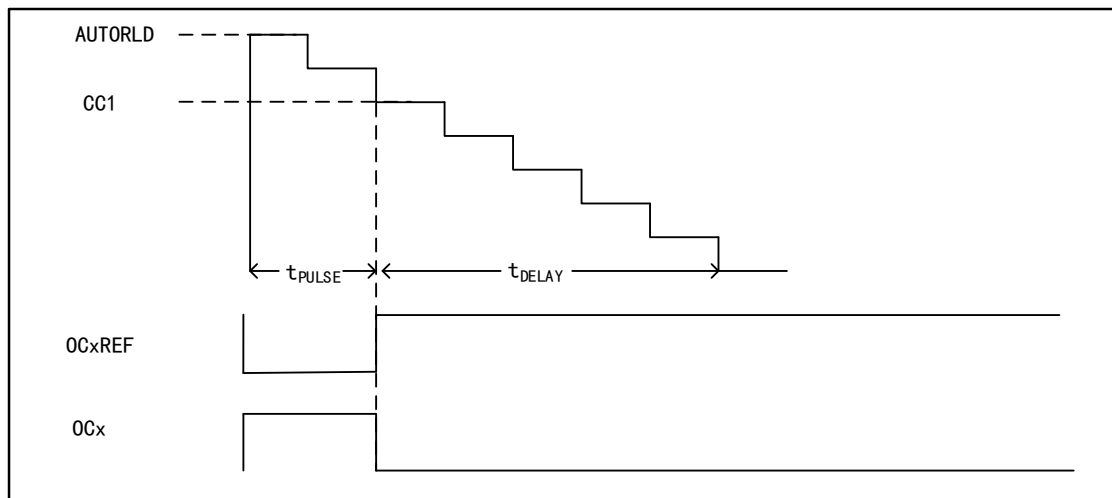 AUTORLD
CC1
tPULSE
tDELAY
OCxREF
OCx